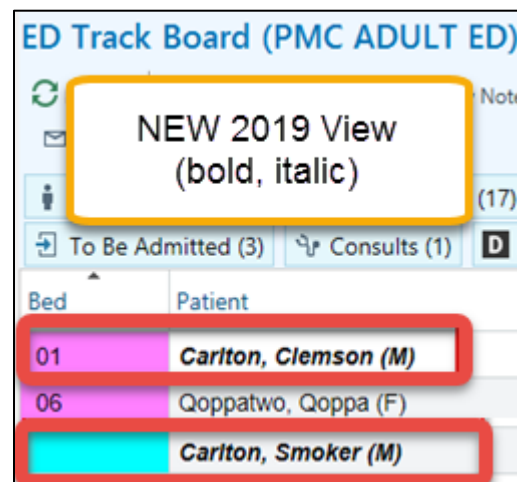 ED Track Board (PMC ADULT ED)
NEW 2019 View
(bold, italic)
Note
(17)
To Be Admitted (3) Consults (1) D
Bed Patient
01 Carlton, Clemson (M)
06 Qoppatwo, Qoppa (F)
Carlton, Smoker (M)